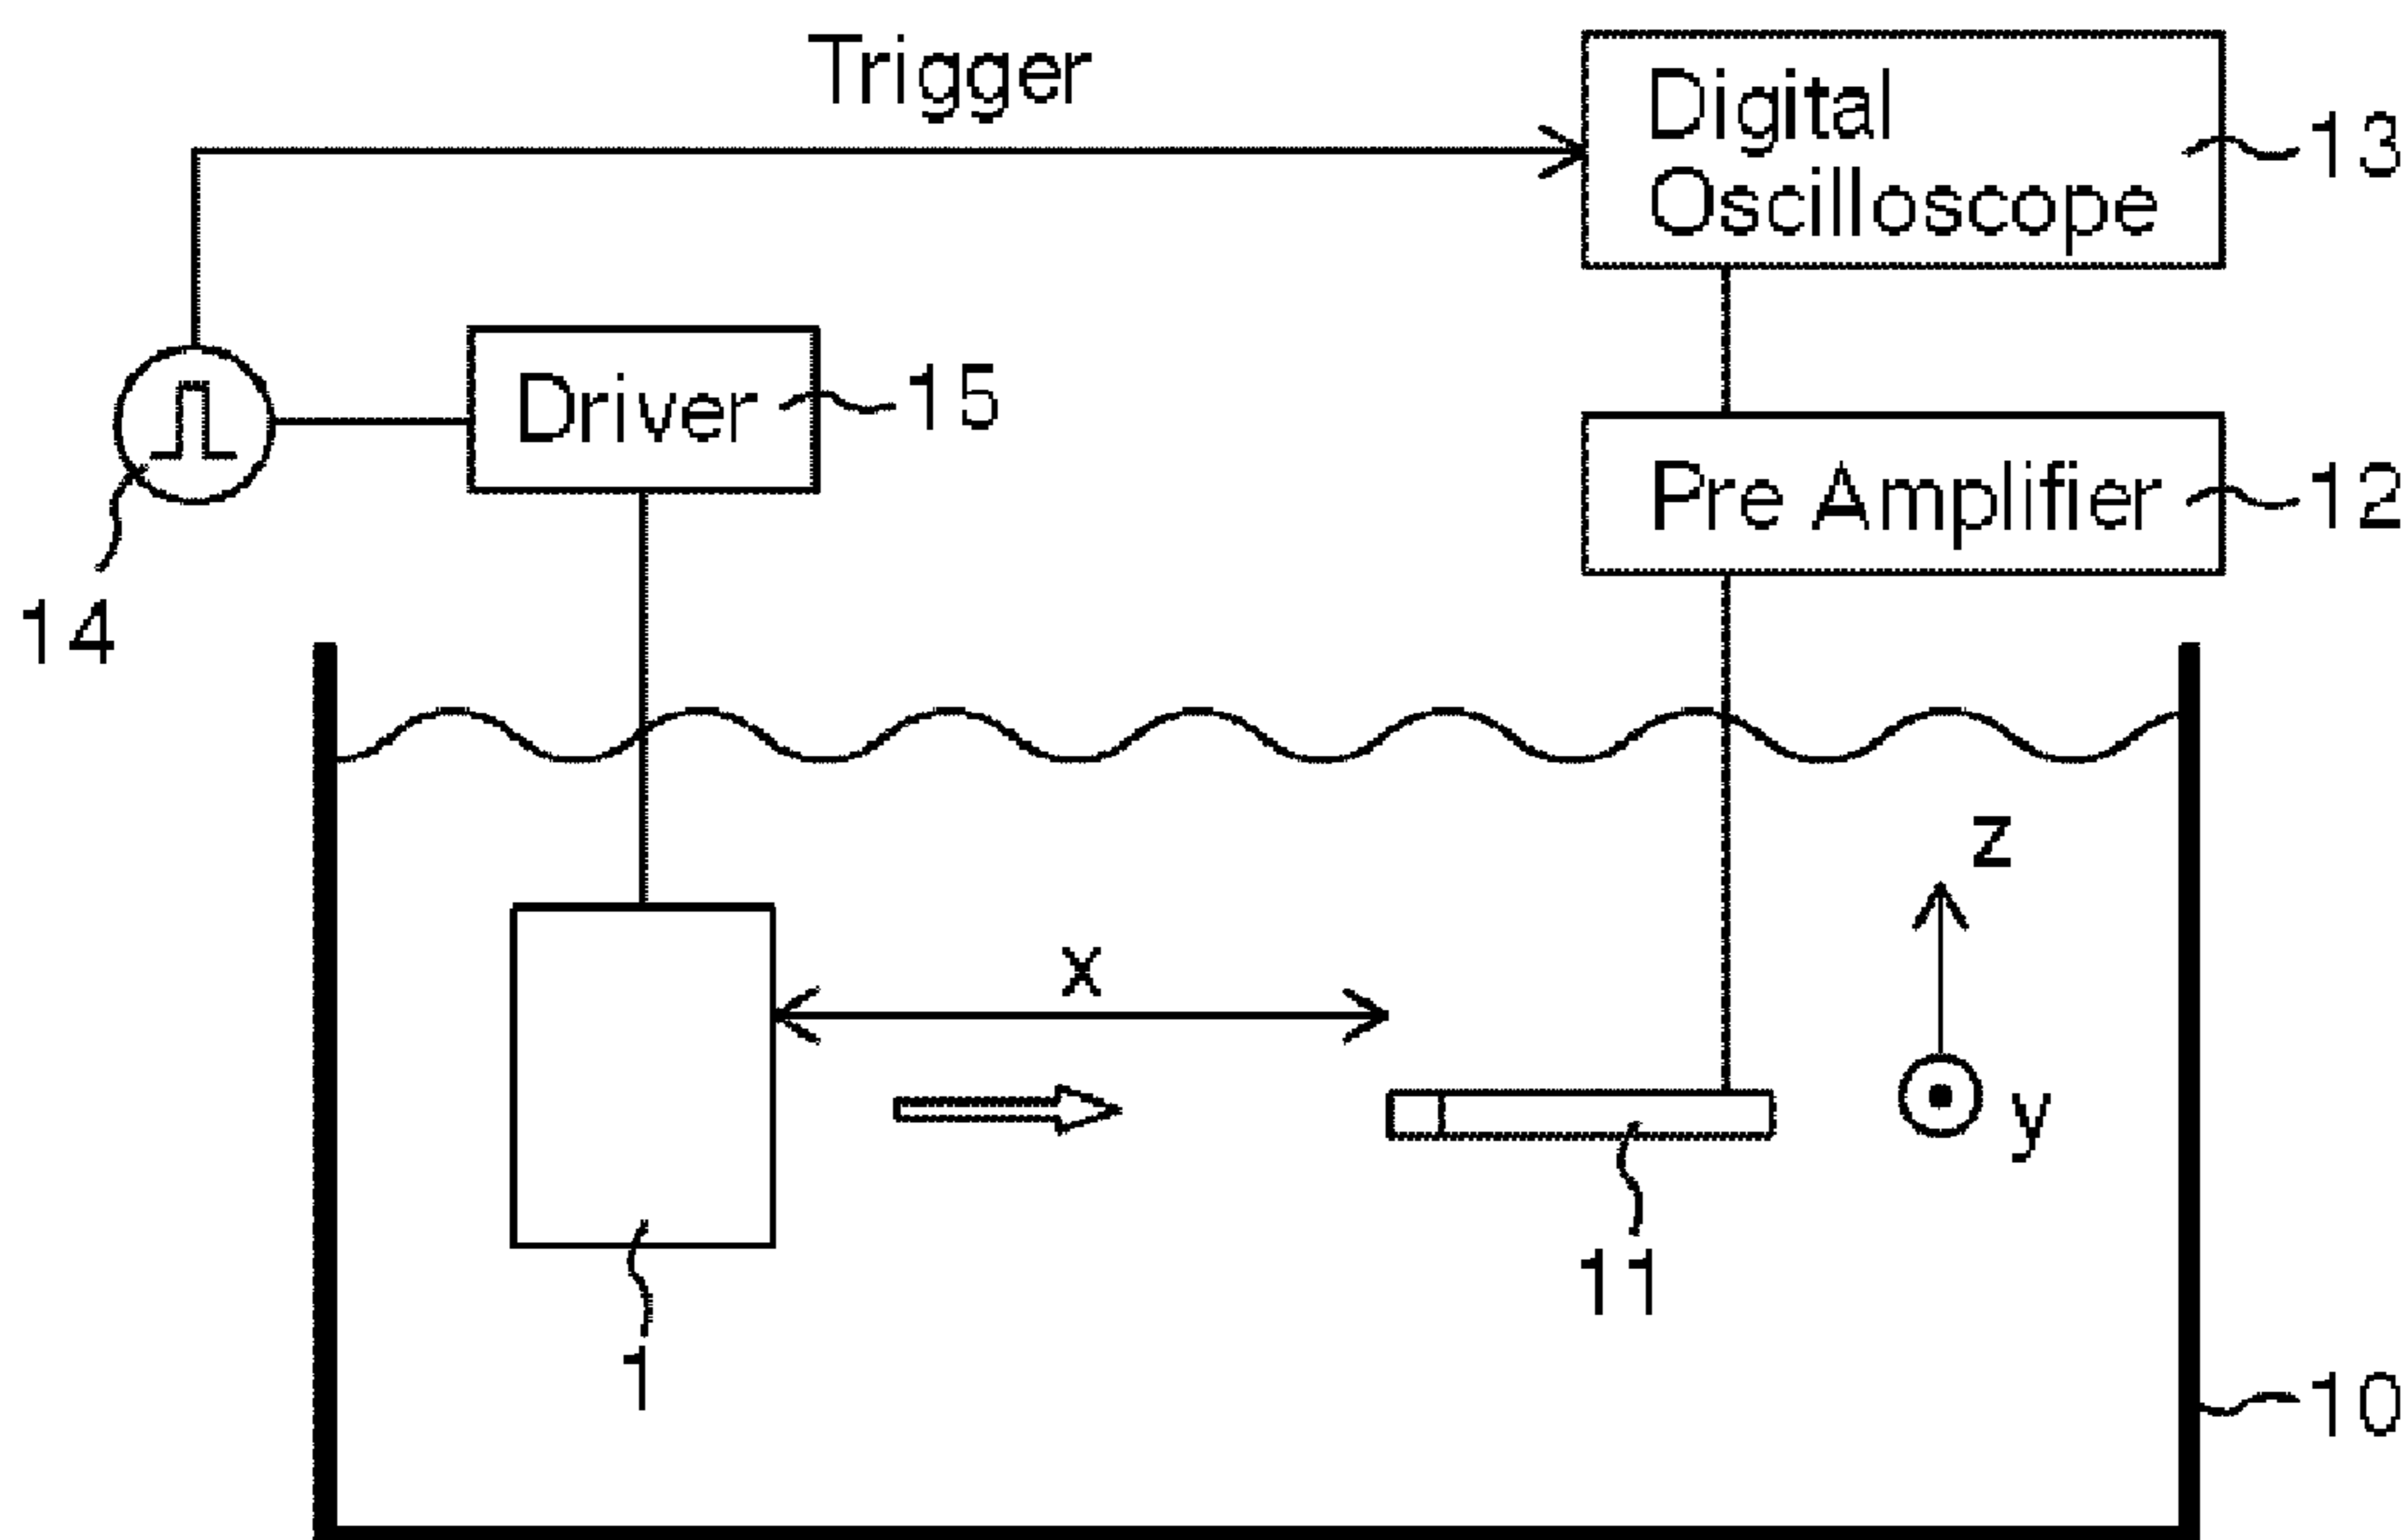 Trigger
Digital
Oscilloscope
13
Driver
15
Pre Amplifier
12
14
z
x
y
11
1
10